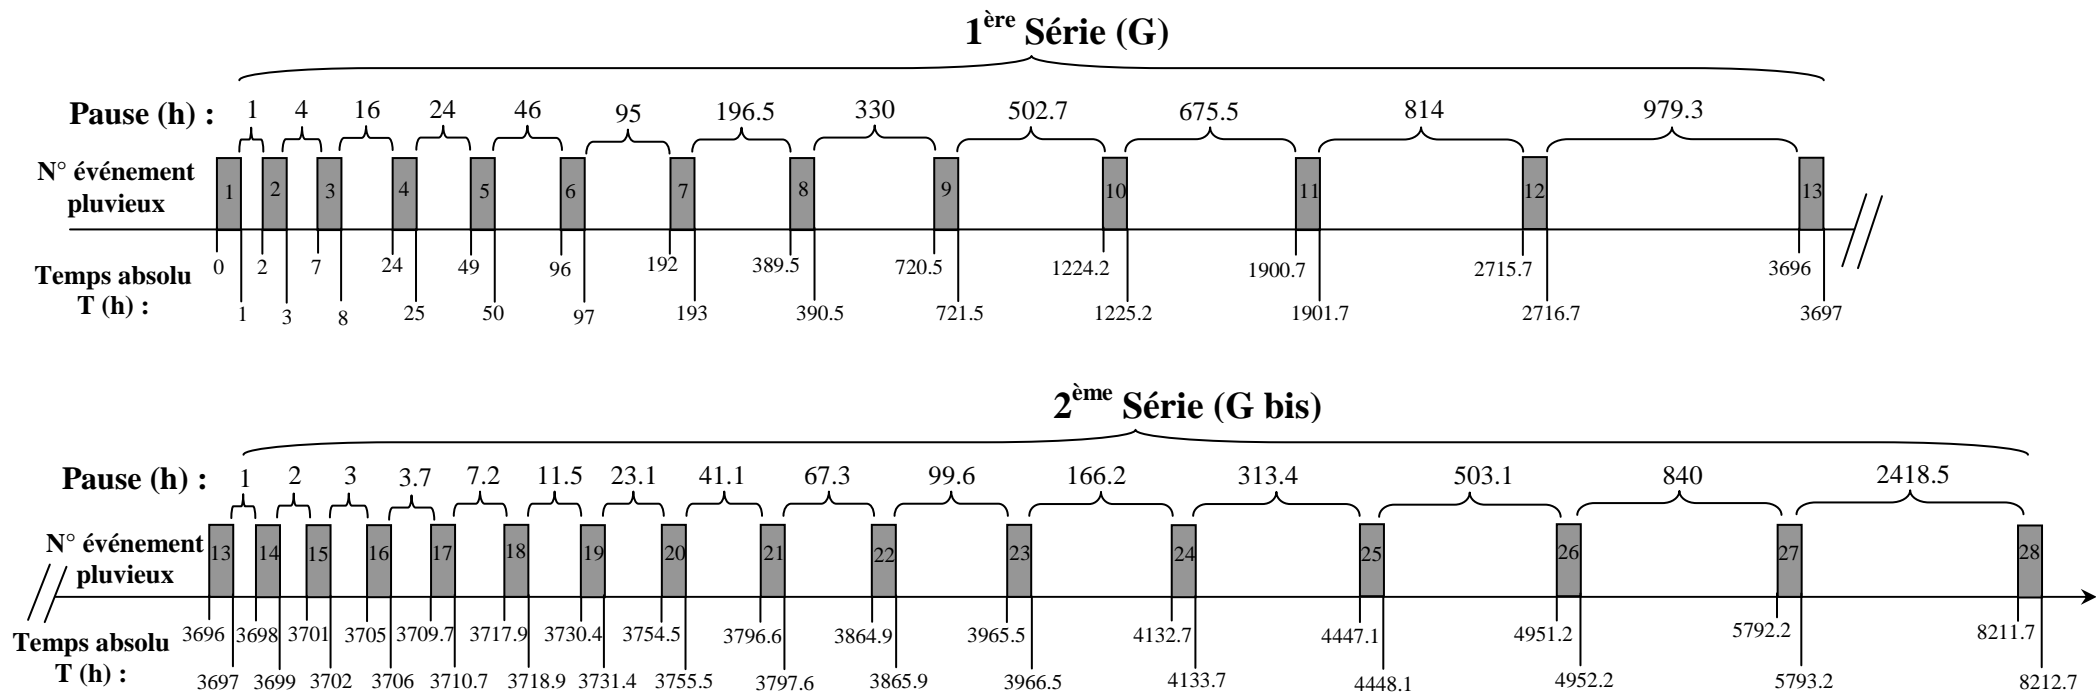 1ère Série (G)
Pause (h) : 1 4 16 24 46 95 196.5 330 502.7 675.5 814 979.3
N° événement
pluvieux
1 2 3 4 5 6 7 8 9 10 11 12 13
0 2 7 24 49 96 192 389.5 720.5 1224.2 1900.7 2715.7 3696
Temps absolu
T (h) :
1 3 8 25 50 97 193 390.5 721.5 1225.2 1901.7 2716.7 3697
2ème Série (G bis)
Pause (h) : 1 2 3 3.7 7.2 11.5 23.1 41.1 67.3 99.6 166.2 313.4 503.1 840 2418.5
N° événement
pluvieux
13 14 15 16 17 18 19 20 21 22 23 24 25 26 27 28
3696 3698 3701 3705 3709.7 3717.9 3730.4 3754.5 3796.6 3864.9 3965.5 4132.7 4447.1 4951.2 5792.2 8211.7
Temps absolu
T (h) :
3697 3699 3702 3706 3710.7 3718.9 3731.4 3755.5 3797.6 3865.9 3966.5 4133.7 4448.1 4952.2 5793.2 8212.7